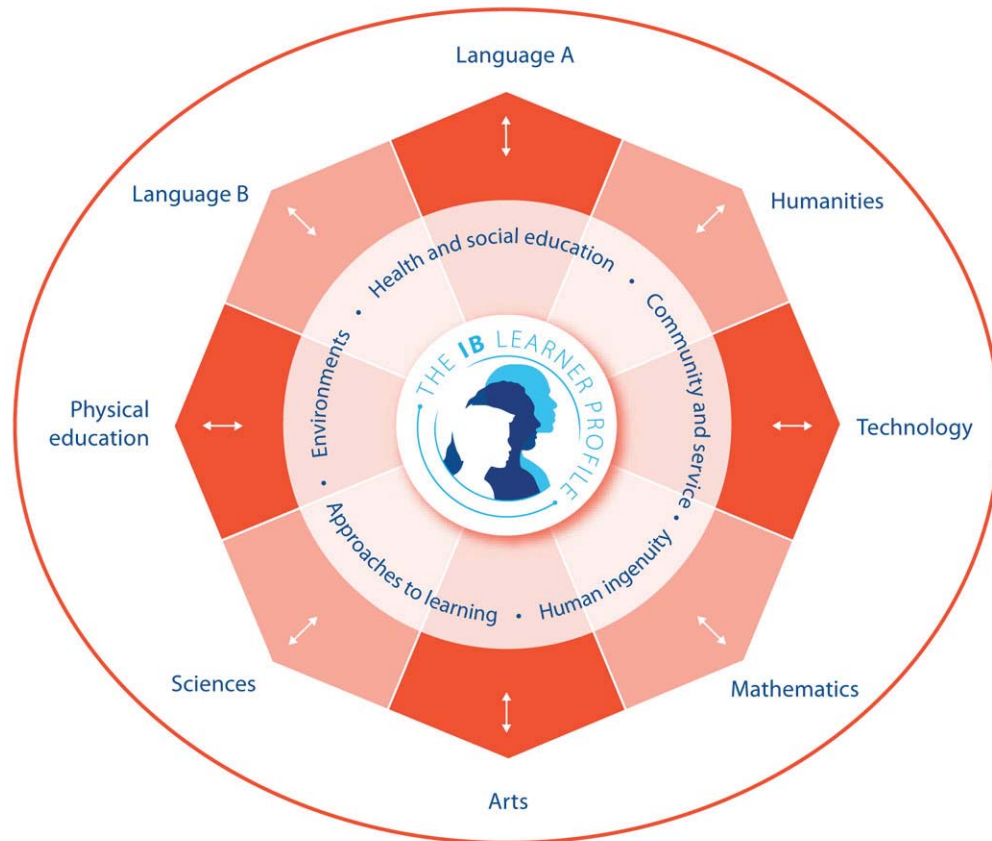 Language A
Language B
Humanities
Health and social education
•
Community and service
•
Environments
•
THE IB LEARNER PROFILE
Physical
education
Technology
•
Approaches to learning
•
Human ingenuity
Sciences
Mathematics
Arts